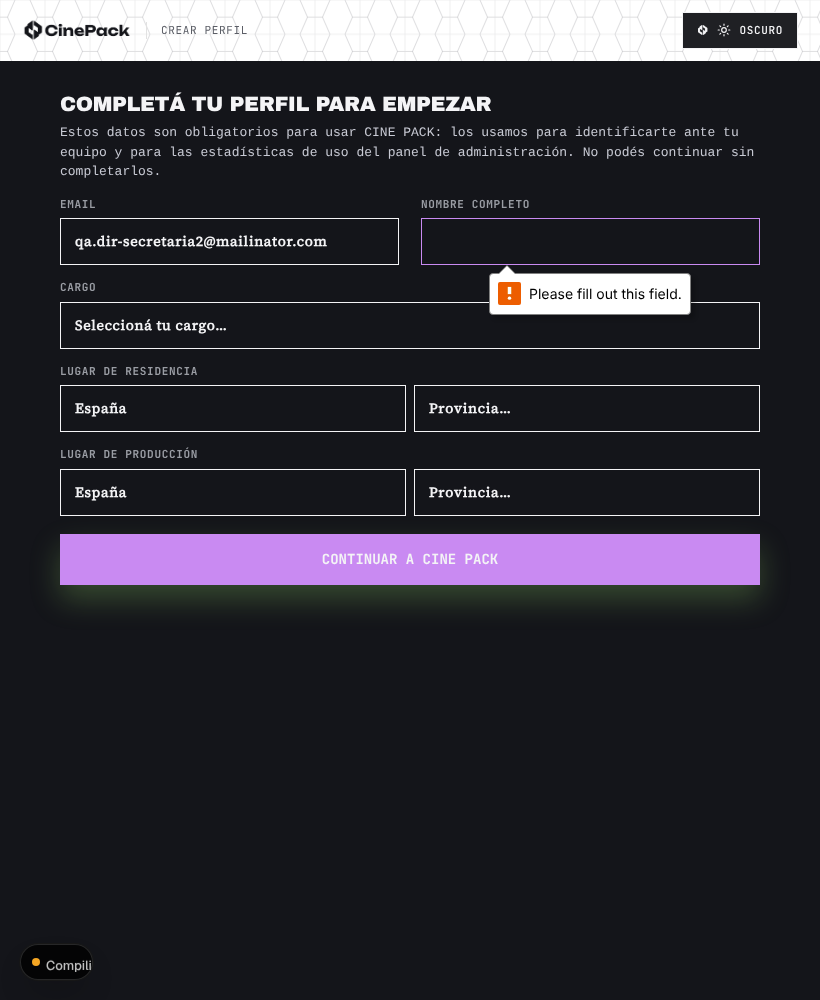 CinePack
CREAR PERFIL
OSCURO
COMPLETÁ TU PERFIL PARA EMPEZAR
Estos datos son obligatorios para usar CINE PACK: los usamos para identificarte ante tu
equipo y para las estadísticas de uso del panel de administración. No podés continuar sin
completarlos.
EMAIL
NOMBRE COMPLETO
qa.dir-secretaria2@mailinator.com
Please fill out this field.
CARGO
Seleccioná tu cargo...
LUGAR DE RESIDENCIA
España
Provincia...
LUGAR DE PRODUCCIÓN
España
Provincia...
CONTINUAR A CINE PACK
Compili